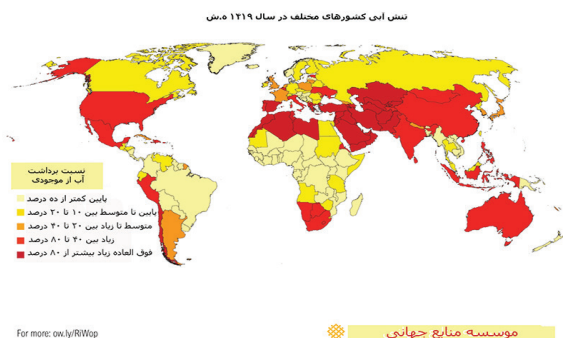 تنش آبی کشورهای مختلف در سال ۱۴۱۹ ه.ش
نسبت برداشت
آب از موجودی
پایین کمتر از ده درصد
پایین تا متوسط بین ۱۰ تا ۲۰ درصد
متوسط تا زیاد بین ۲۰ تا ۴۰ درصد
زیاد بین ۴۰ تا ۸۰ درصد
فوق العاده زیاد بیشتر از ۸۰ درصد
For more: ow.ly/RiWop
موسسه منابع جهانی